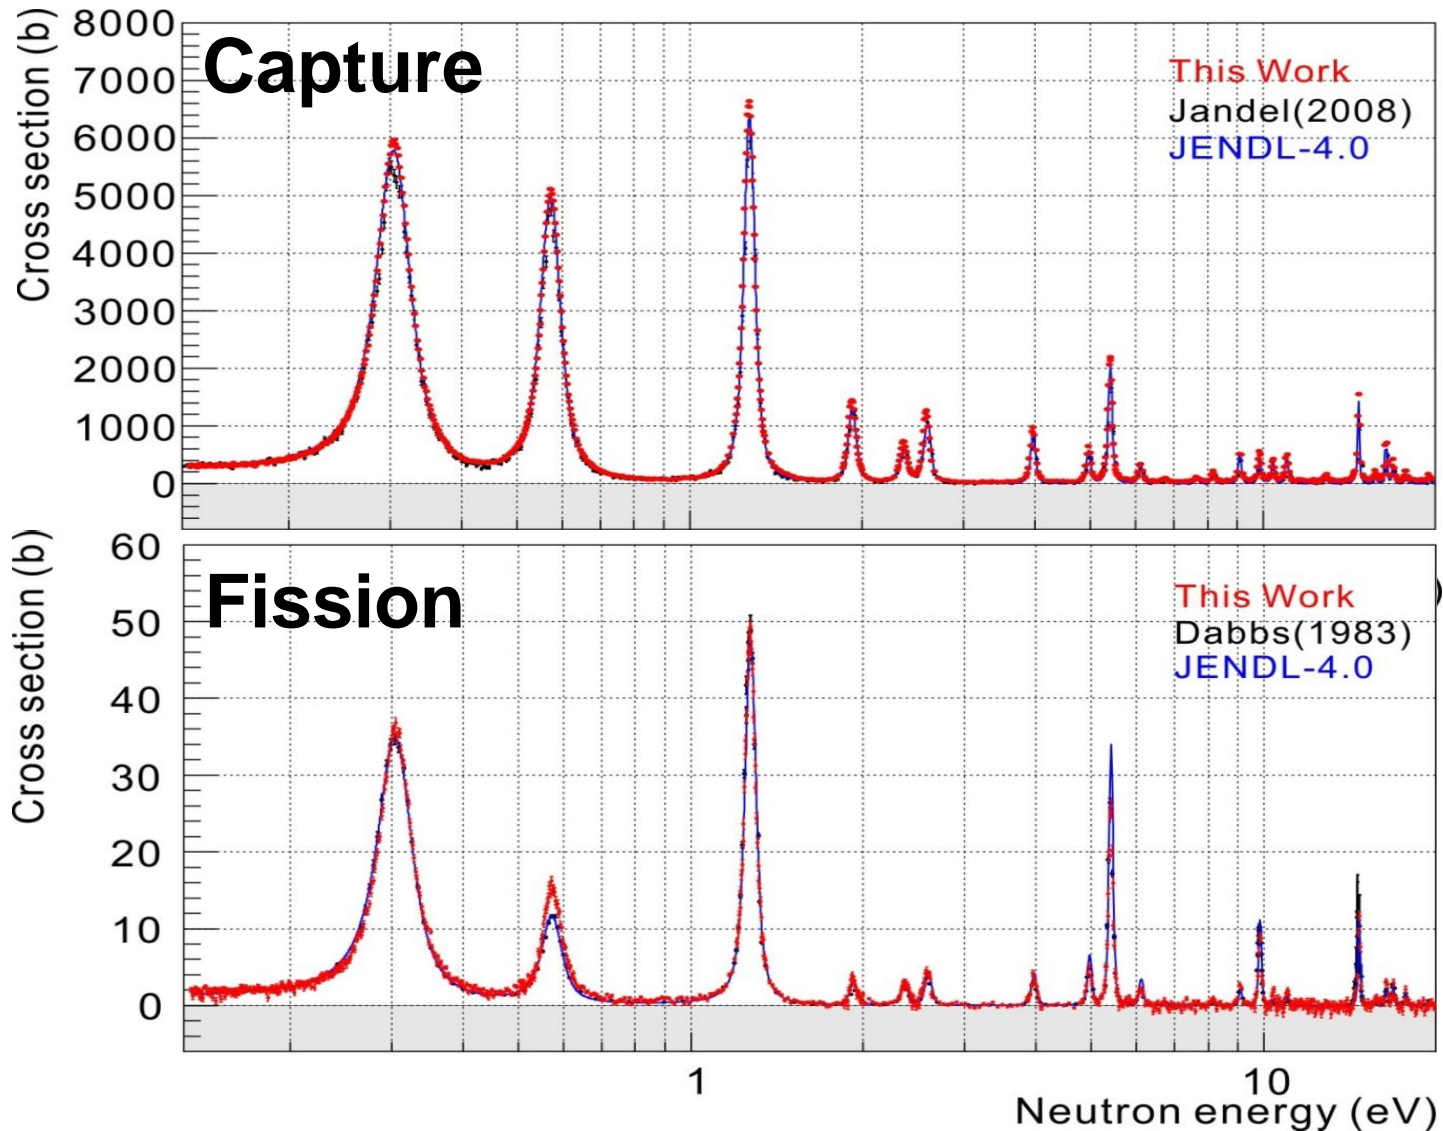 Cross section (b)
8000
7000
6000
5000
4000
3000
2000
1000
0
Capture
This Work
Jandel(2008)
JENDL-4.0
Cross section (b)
60
50
40
30
20
10
0
Fission
This Work
Dabbs(1983)
JENDL-4.0
)
1
10
Neutron energy (eV)